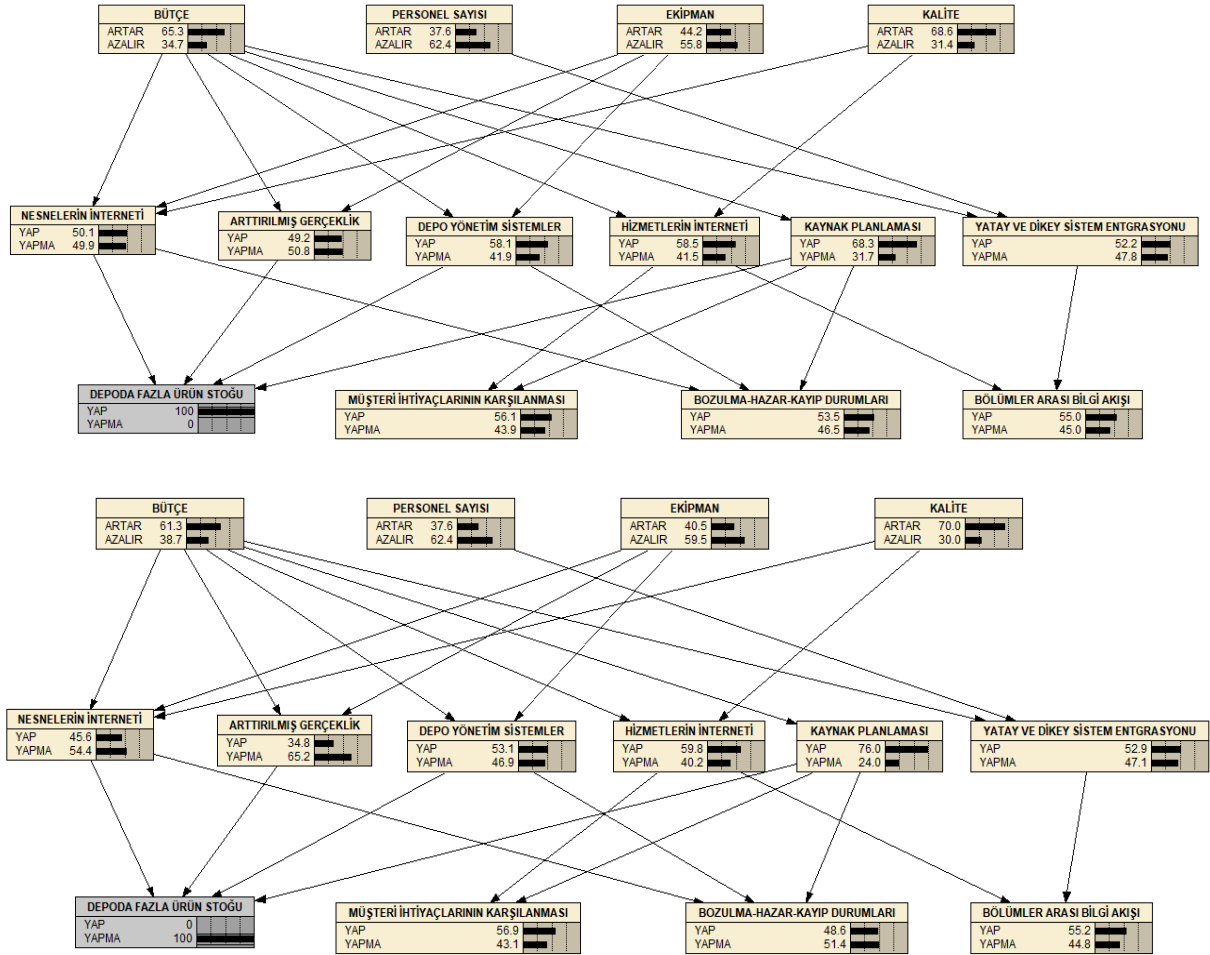 BÜTÇE
ARTAR 65.3
AZALIR 34.7
PERSONEL SAYISI
ARTAR 37.6
AZALIR 62.4
EKİPMAN
ARTAR 44.2
AZALIR 55.8
KALİTE
ARTAR 68.6
AZALIR 31.4
NESNELERİN İNTERNETİ
YAP 50.1
YAPMA 49.9
ARTTIRILMIŞ GERÇEKLİK
YAP 49.2
YAPMA 50.8
DEPO YÖNETİM SİSTEMLER
YAP 58.1
YAPMA 41.9
HİZMETLERİN İNTERNETİ
YAP 58.5
YAPMA 41.5
KAYNAK PLANLAMASI
YAP 68.3
YAPMA 31.7
YATAY VE DİKEY SİSTEM ENTGRASYONU
YAP 52.2
YAPMA 47.8
DEPODA FAZLA ÜRÜN STOĞU
YAP 100
YAPMA 0
MÜŞTERİ İHTİYAÇLARININ KARŞILANMASI
YAP 56.1
YAPMA 43.9
BOZULMA-HAZAR-KAYIP DURUMLARI
YAP 53.5
YAPMA 46.5
BÖLÜMLER ARASI BİLGİ AKIŞI
YAP 55.0
YAPMA 45.0
BÜTÇE
ARTAR 61.3
AZALIR 38.7
PERSONEL SAYISI
ARTAR 37.6
AZALIR 62.4
EKİPMAN
ARTAR 40.5
AZALIR 59.5
KALİTE
ARTAR 70.0
AZALIR 30.0
NESNELERİN İNTERNETİ
YAP 45.6
YAPMA 54.4
ARTTIRILMIŞ GERÇEKLİK
YAP 34.8
YAPMA 65.2
DEPO YÖNETİM SİSTEMLER
YAP 53.1
YAPMA 46.9
HİZMETLERİN İNTERNETİ
YAP 59.8
YAPMA 40.2
KAYNAK PLANLAMASI
YAP 76.0
YAPMA 24.0
YATAY VE DİKEY SİSTEM ENTGRASYONU
YAP 52.9
YAPMA 47.1
DEPODA FAZLA ÜRÜN STOĞU
YAP 0
YAPMA 100
MÜŞTERİ İHTİYAÇLARININ KARŞILANMASI
YAP 56.9
YAPMA 43.1
BOZULMA-HAZAR-KAYIP DURUMLARI
YAP 48.6
YAPMA 51.4
BÖLÜMLER ARASI BİLGİ AKIŞI
YAP 55.2
YAPMA 44.8